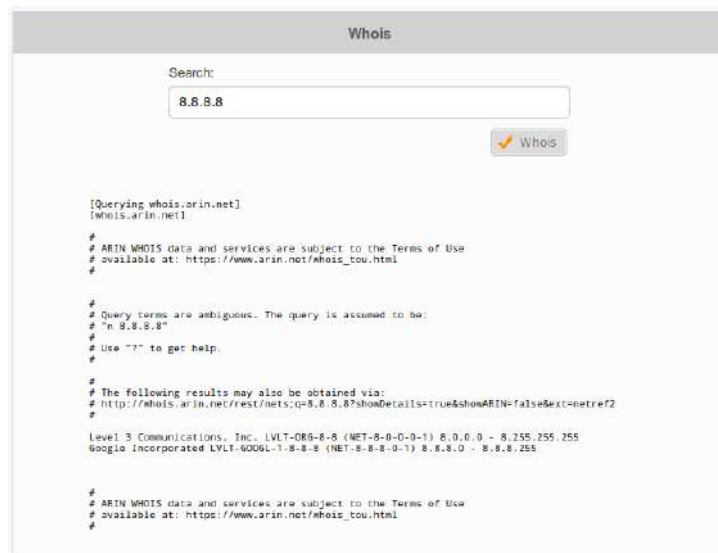 Whois
Search:
8.8.8.8
Whois
[Querying whois.arin.net]
[whois.arin.net]
#
# ARIN WHOIS data and services are subject to the Terms of Use
# available at: https://www.arin.net/whois_tou.html
#
#
# Query terms are ambiguous. The query is assumed to be:
# "n 8.8.8.8"
#
# Use "?" to get help.
#
#
# The following results may also be obtained via:
# http://whois.arin.net/rest/nets;q=8.8.8.8?showDetails=true&showARIN=false&ext=netref2
#
Level 3 Communications, Inc. LVLT-ORG-8-8 (NET-8-0-0-0-1) 8.0.0.0 - 8.255.255.255
Google Incorporated LVLT-GOOGL-1-8-8-8 (NET-8-8-8-0-1) 8.8.8.0 - 8.8.8.255
#
# ARIN WHOIS data and services are subject to the Terms of Use
# available at: https://www.arin.net/whois_tou.html
#